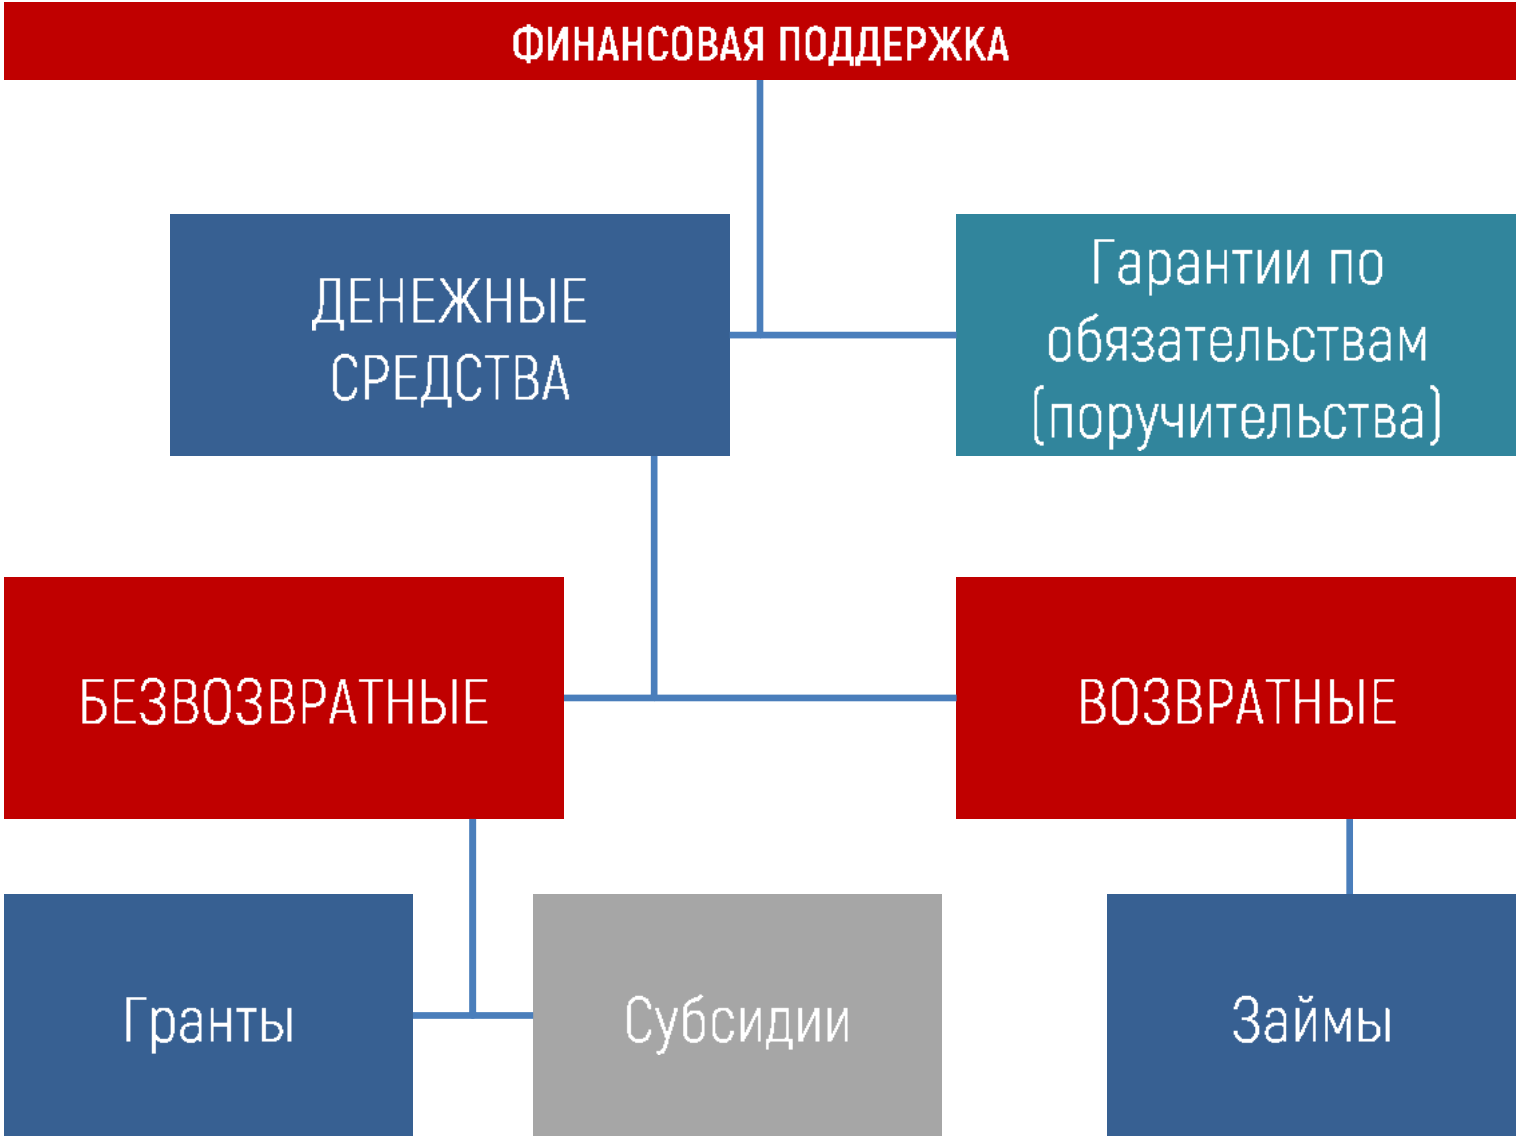 ФИНАНСОВАЯ ПОДДЕРЖКА
ДЕНЕЖНЫЕ
СРЕДСТВА
Гарантии по
обязательствам
(поручительства)
БЕЗВОЗВРАТНЫЕ
ВОЗВРАТНЫЕ
Гранты
Субсидии
Займы